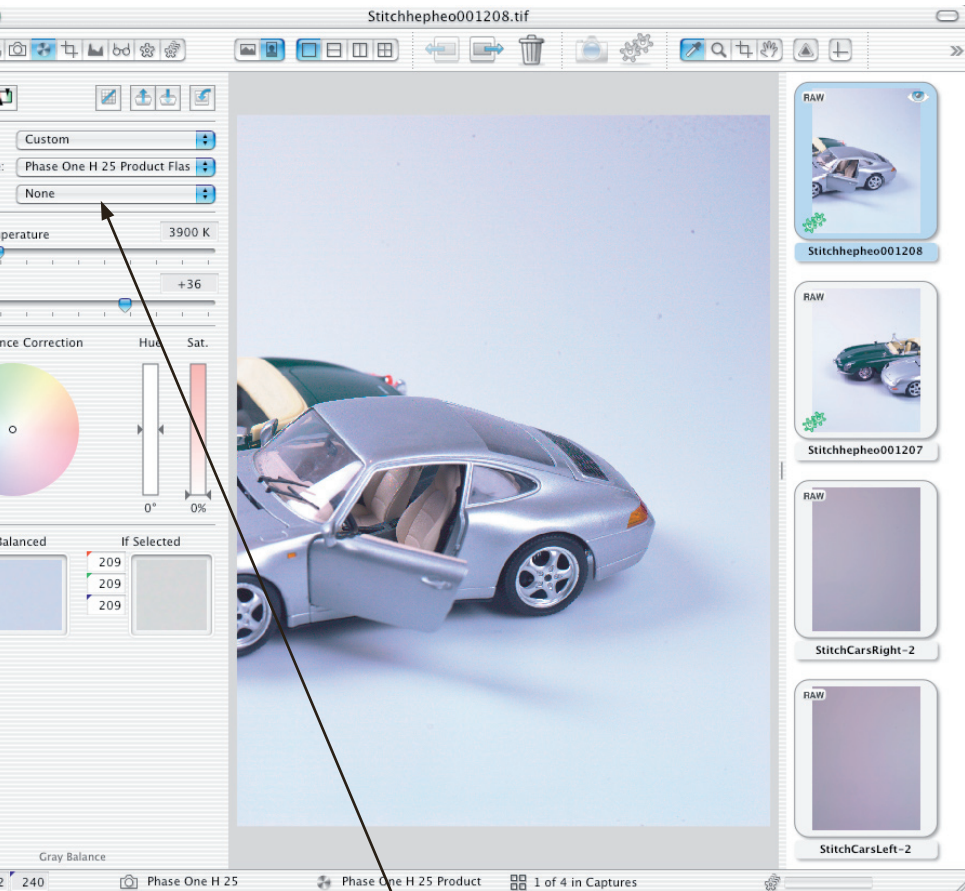 Stitchhepheo001208.tif
Custom
: Phase One H 25 Product Flas
None
perature 3900 K
+36
nce Correction Hue Sat.
0° 0%
Balanced If Selected
209
209
209
Gray Balance
RAW
Stitchhepheo001208
RAW
Stitchhepheo001207
RAW
StitchCarsRight-2
RAW
StitchCarsLeft-2
2 240 Phase One H 25 Phase One H 25 Product 1 of 4 in Captures